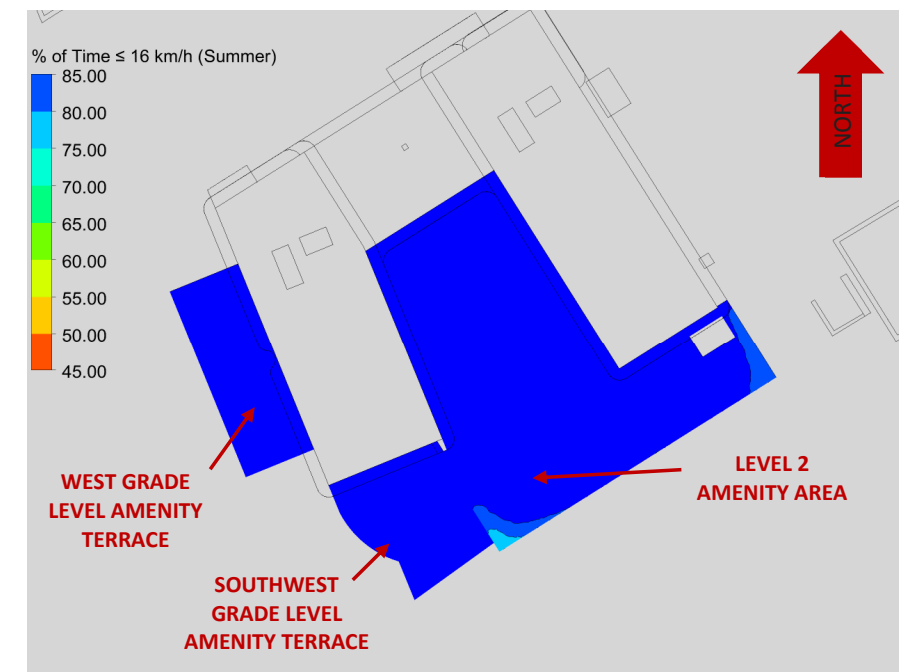 % of Time ≤ 16 km/h (Summer)
85.00
80.00
75.00
70.00
65.00
60.00
55.00
50.00
45.00
NORTH
WEST GRADE
LEVEL AMENITY
TERRACE
SOUTHWEST
GRADE LEVEL
AMENITY TERRACE
LEVEL 2
AMENITY AREA